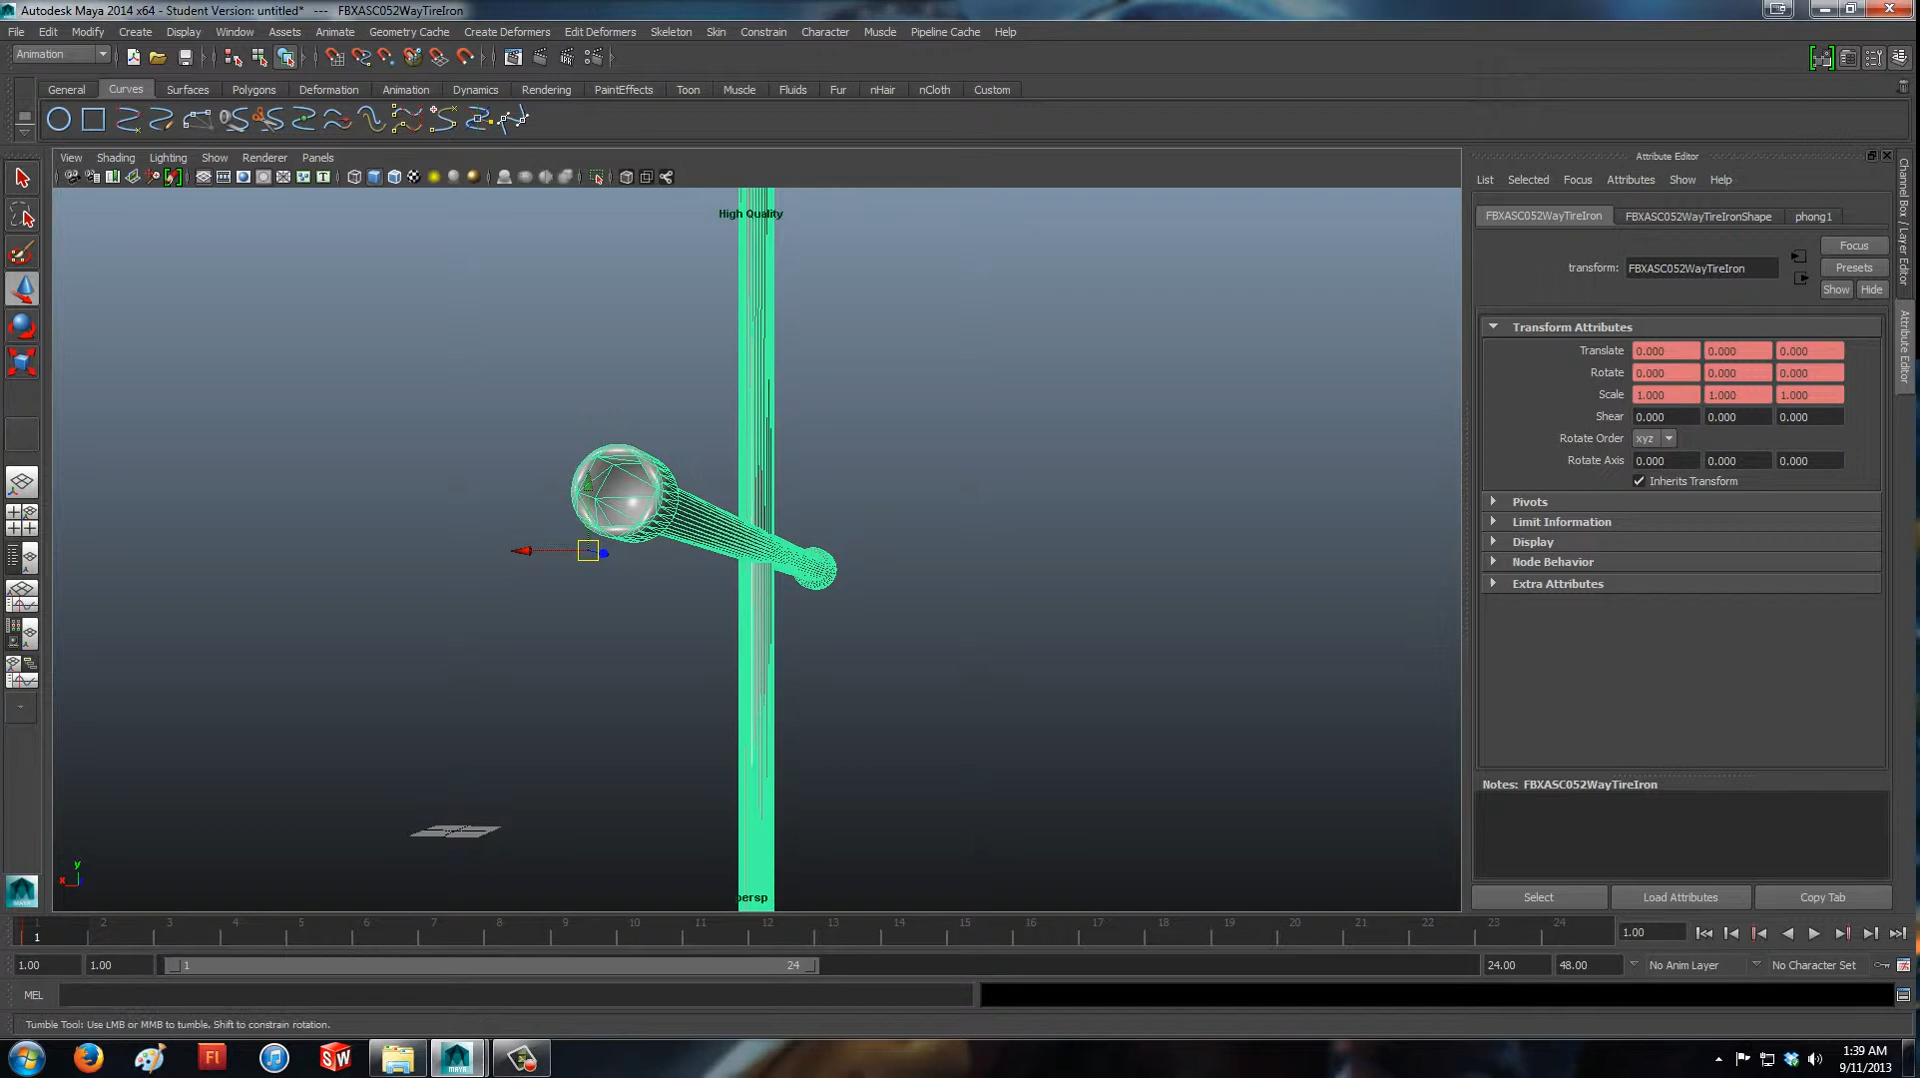 Autodesk Maya 2014 x64 - Student Version: untitled* --- FBXASC052WayTireIron
File Edit Modify Create Display Window Assets Animate Geometry Cache Create Deformers Edit Deformers Skeleton Skin Constrain Character Muscle Pipeline Cache Help
Animation
General Curves Surfaces Polygons Deformation Animation Dynamics Rendering PaintEffects Toon Muscle Fluids Fur nHair nCloth Custom
View Shading Lighting Show Renderer Panels
High Quality
persp
y
x
Attribute Editor
List Selected Focus Attributes Show Help
FBXASC052WayTireIron FBXASC052WayTireIronShape phong1
Focus
transform: FBXASC052WayTireIron
Presets
Show Hide
Transform Attributes
Translate 0.000 0.000 0.000
Rotate 0.000 0.000 0.000
Scale 1.000 1.000 1.000
Shear 0.000 0.000 0.000
Rotate Order xyz
Rotate Axis 0.000 0.000 0.000
Inherits Transform
Pivots
Limit Information
Display
Node Behavior
Extra Attributes
Notes: FBXASC052WayTireIron
Select Load Attributes Copy Tab
Channel Box / Layer Editor
Attribute Editor
1 2 3 4 5 6 7 8 9 10 11 12 13 14 15 16 17 18 19 20 21 22 23 24
1
1.00
1.00 1.00 1 24 24.00 48.00 No Anim Layer No Character Set
MEL
Tumble Tool: Use LMB or MMB to tumble. Shift to constrain rotation.
Fl
SW
MAYA
1:39 AM
9/11/2013